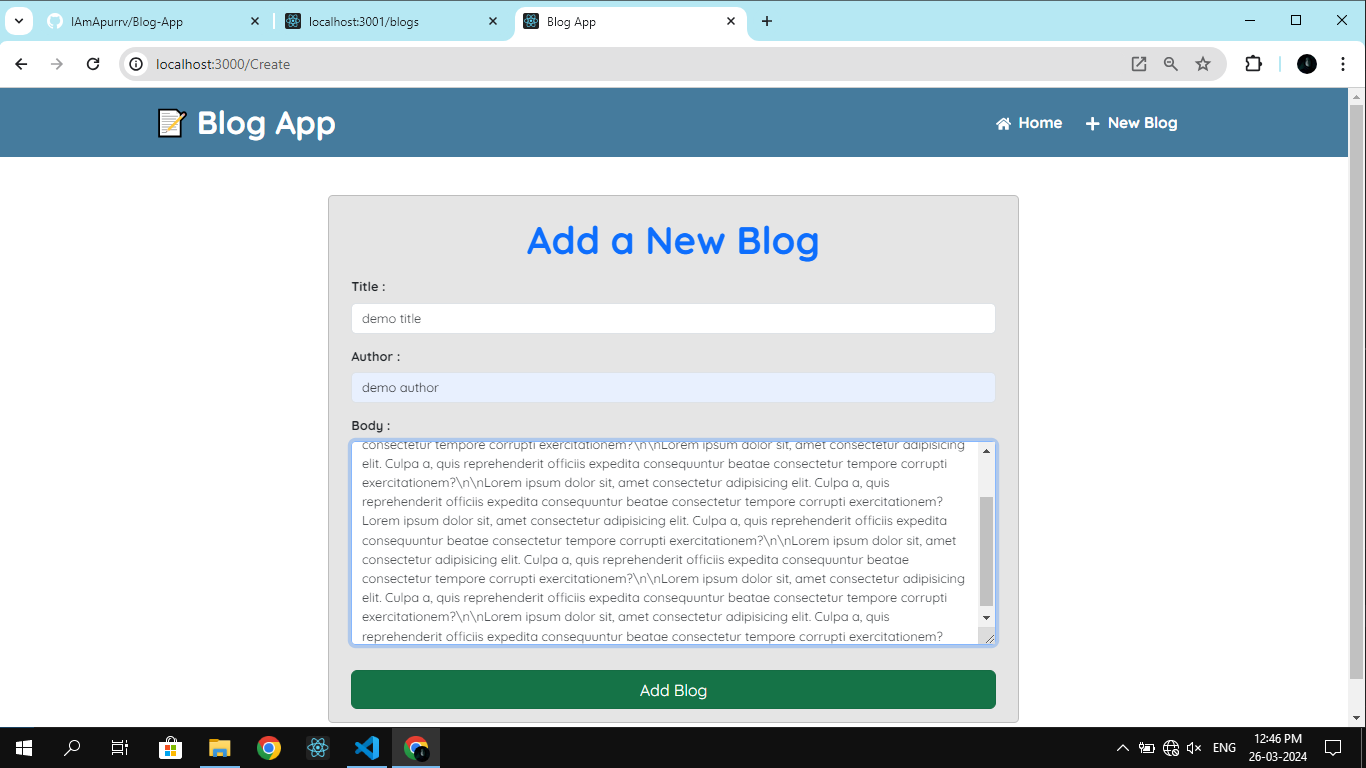 IAmApurrv/Blog-App
localhost:3001/blogs
Blog App
localhost:3000/Create
Blog App
Home
New Blog
Add a New Blog
Title :
demo title
Author :
demo author
Body :
consectetur tempore corrupti exercitationem?\n\nLorem ipsum dolor sit, amet consectetur adipisicing
elit. Culpa a, quis reprehenderit officiis expedita consequuntur beatae consectetur tempore corrupti
exercitationem?\n\nLorem ipsum dolor sit, amet consectetur adipisicing elit. Culpa a, quis
reprehenderit officiis expedita consequuntur beatae consectetur tempore corrupti exercitationem?
Lorem ipsum dolor sit, amet consectetur adipisicing elit. Culpa a, quis reprehenderit officiis expedita
consequuntur beatae consectetur tempore corrupti exercitationem?\n\nLorem ipsum dolor sit, amet
consectetur adipisicing elit. Culpa a, quis reprehenderit officiis expedita consequuntur beatae
consectetur tempore corrupti exercitationem?\n\nLorem ipsum dolor sit, amet consectetur adipisicing
elit. Culpa a, quis reprehenderit officiis expedita consequuntur beatae consectetur tempore corrupti
exercitationem?\n\nLorem ipsum dolor sit, amet consectetur adipisicing elit. Culpa a, quis
reprehenderit officiis expedita consequuntur beatae consectetur tempore corrupti exercitationem?
Add Blog
ENG
12:46 PM
26-03-2024